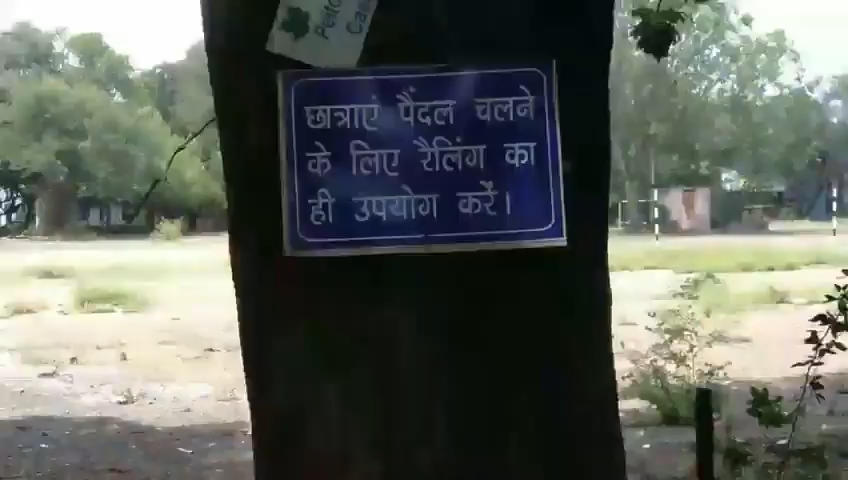 छात्राएं पैंदल चलने
के लिए रैलिंग का
ही उपयोग करें।